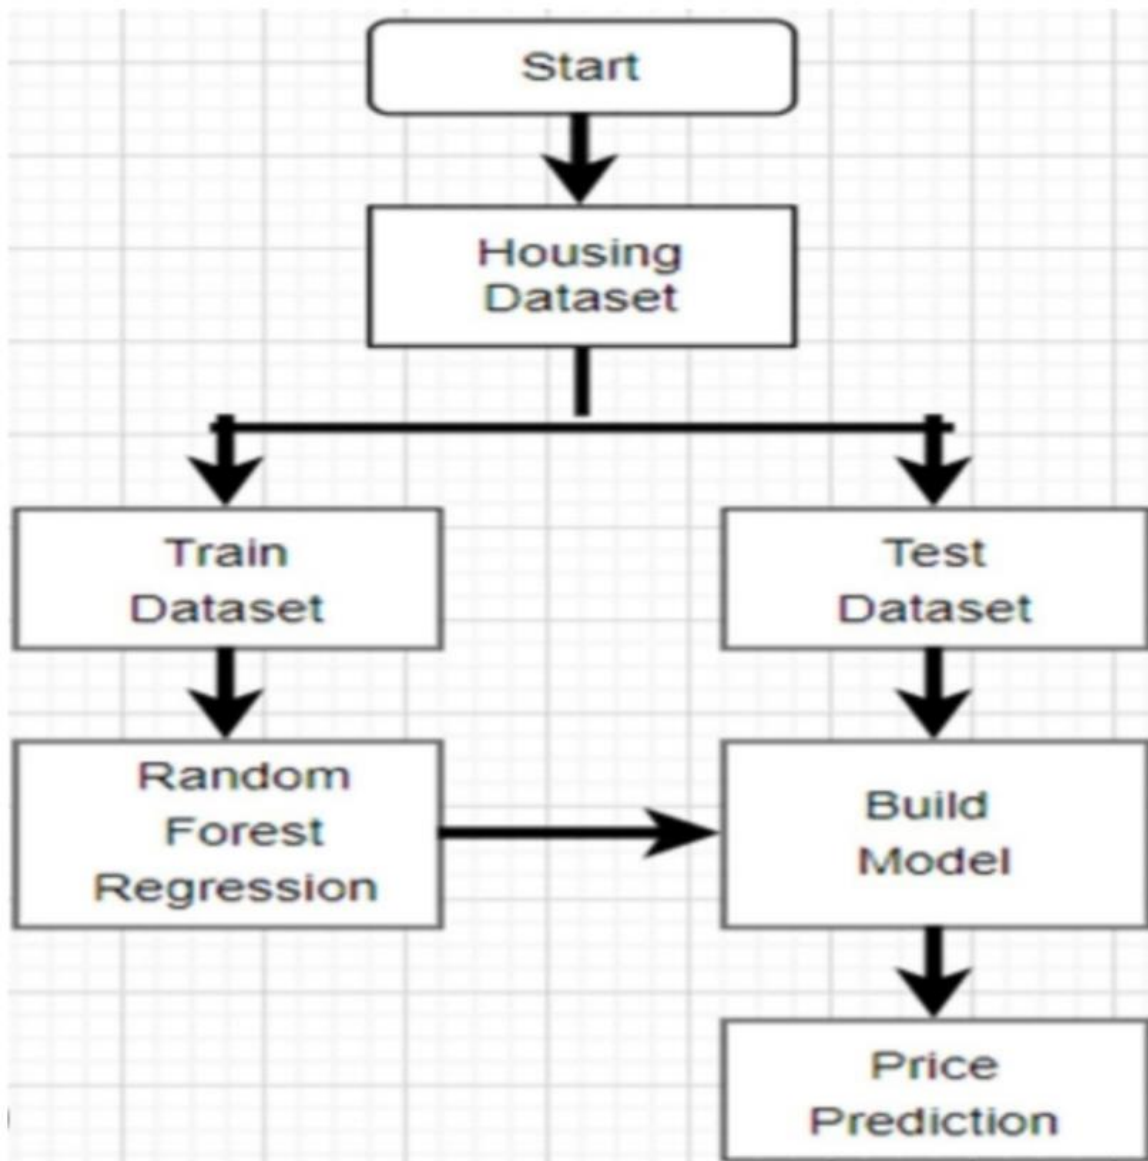 Start
Housing
Dataset
Train
Dataset
Test
Dataset
Random
Forest
Regression
Build
Model
Price
Prediction